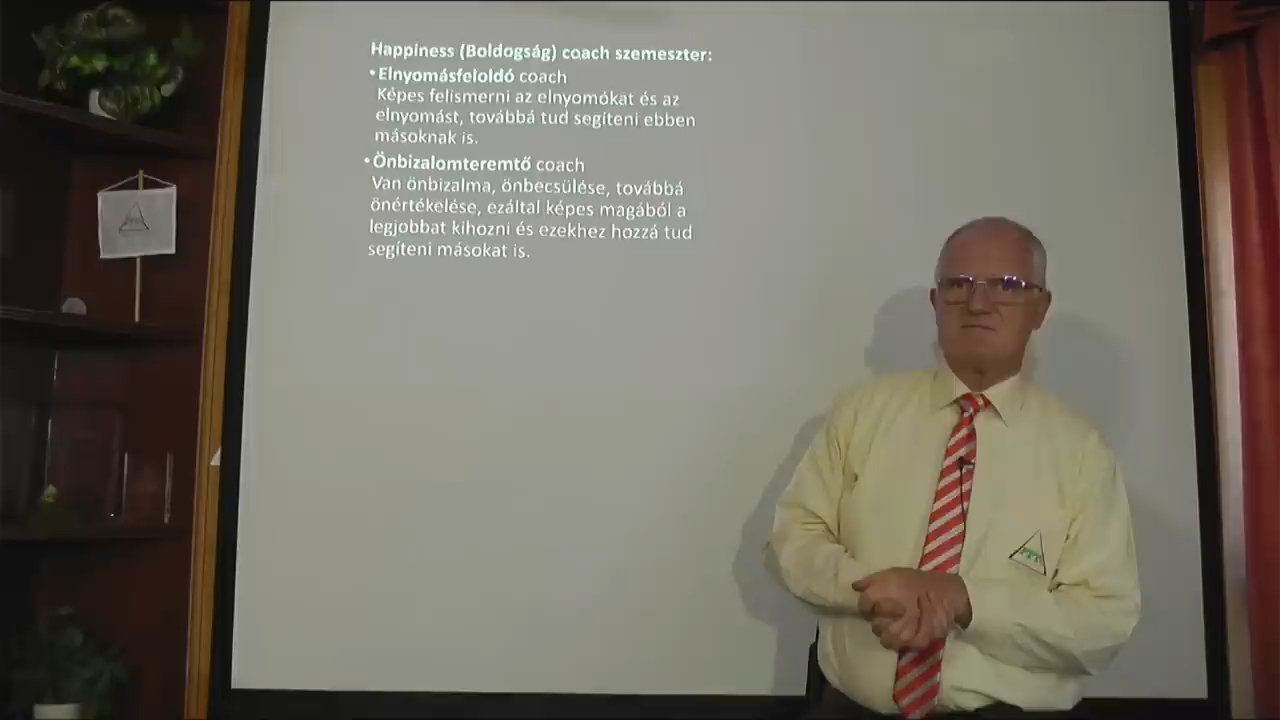 Happiness (Boldogság) coach szemeszter:
•Elnyomásfeloldó coach
Képes felismerni az elnyomókat és az
elnyomást, továbbá tud segíteni ebben
másoknak is.
•Önbizalomteremtő coach
Van önbizalma, önbecsülése, továbbá
önértékelése, ezáltal képes magából a
legjobbat kihozni és ezekhez hozzá tud
segíteni másokat is.